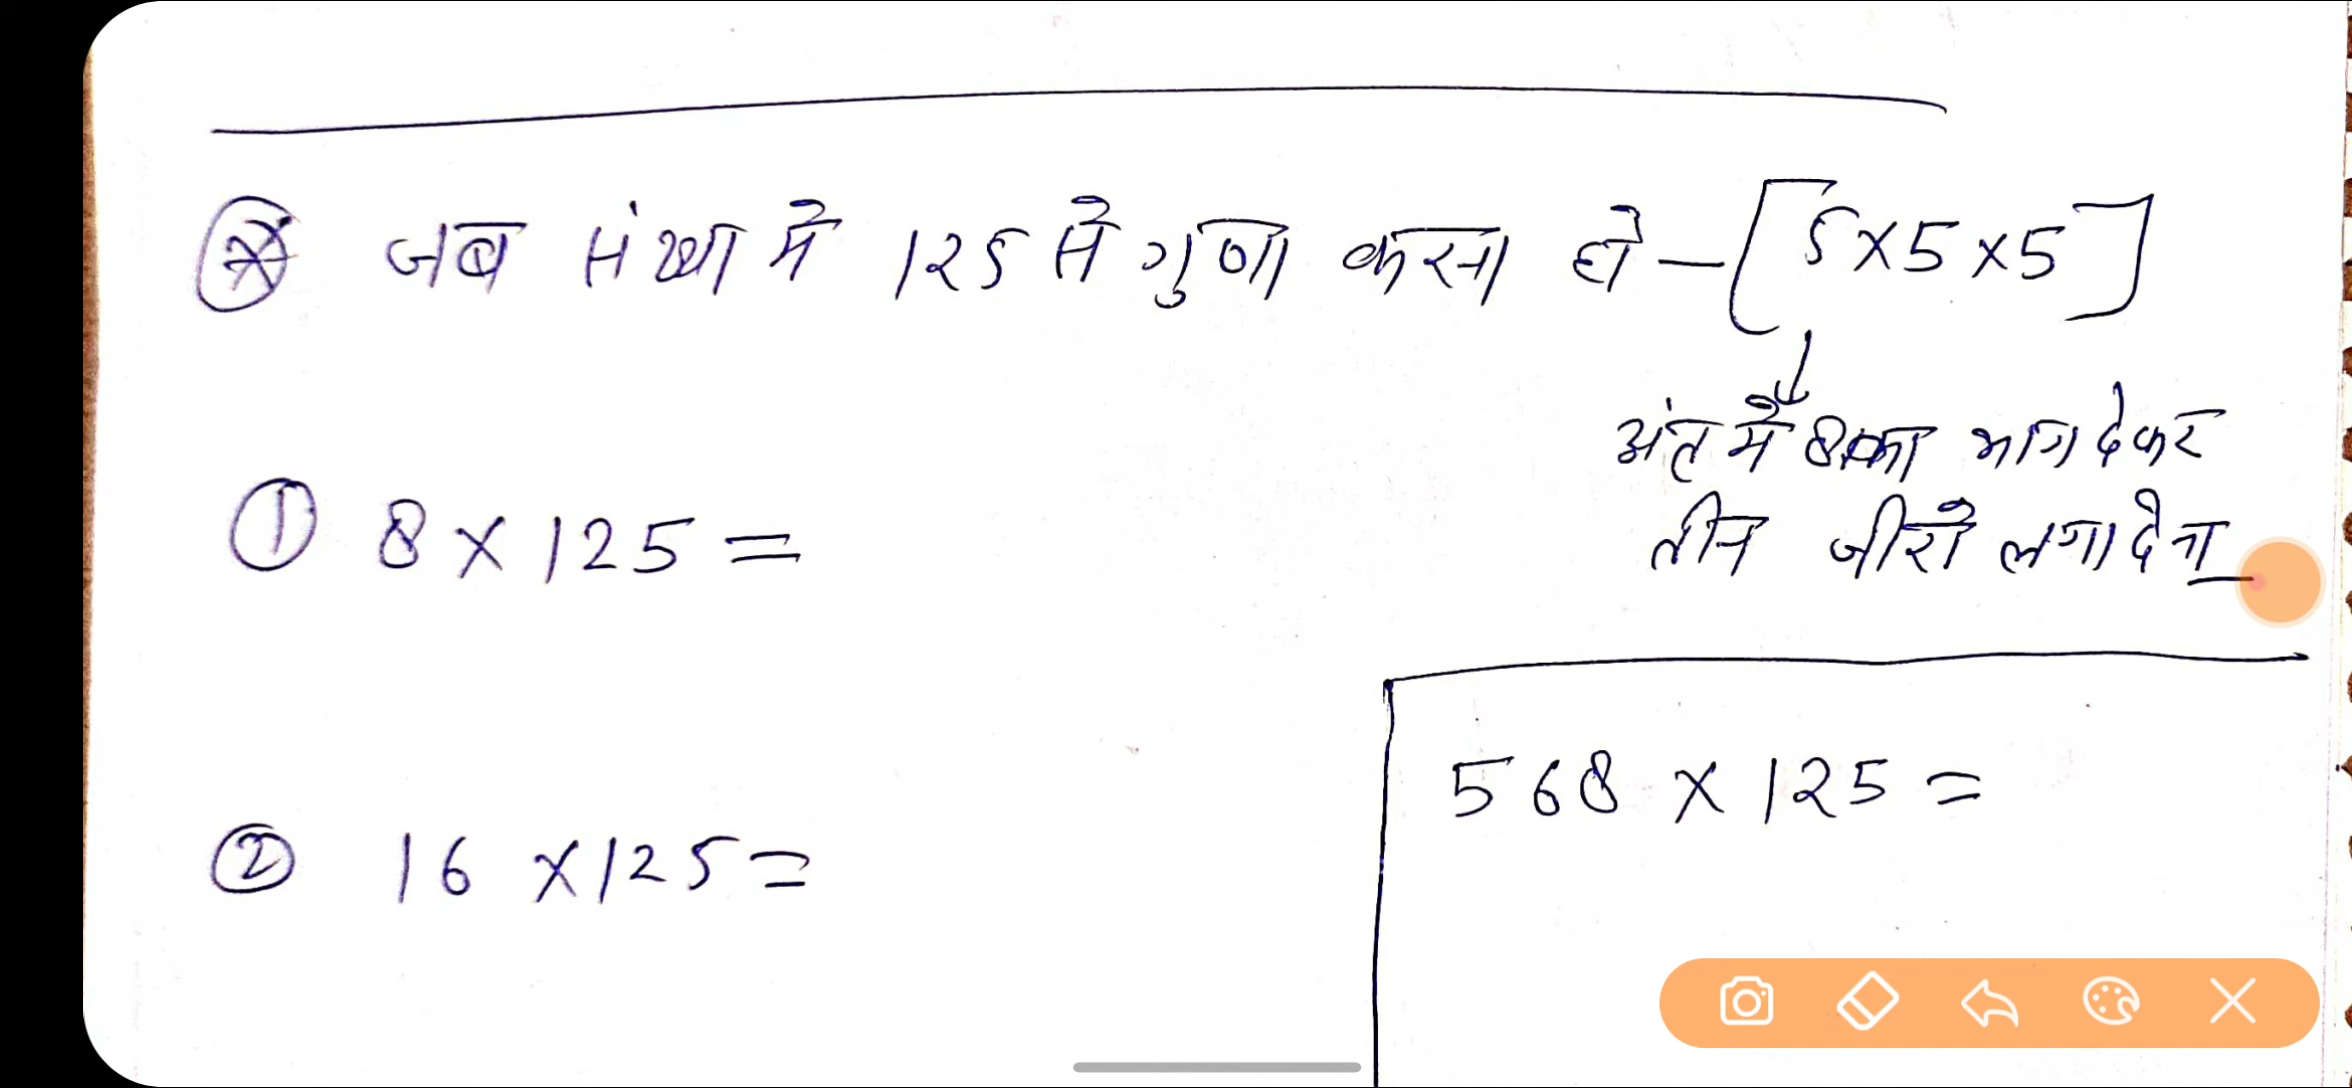 * जब संख्या में 125 से गुणा करना हो - [5×5×5]
↓
अंत में 8 का भाग देकर
तीन जीरो लगा देना
① 8 × 125 =
② 16 × 125 =
568 × 125 =